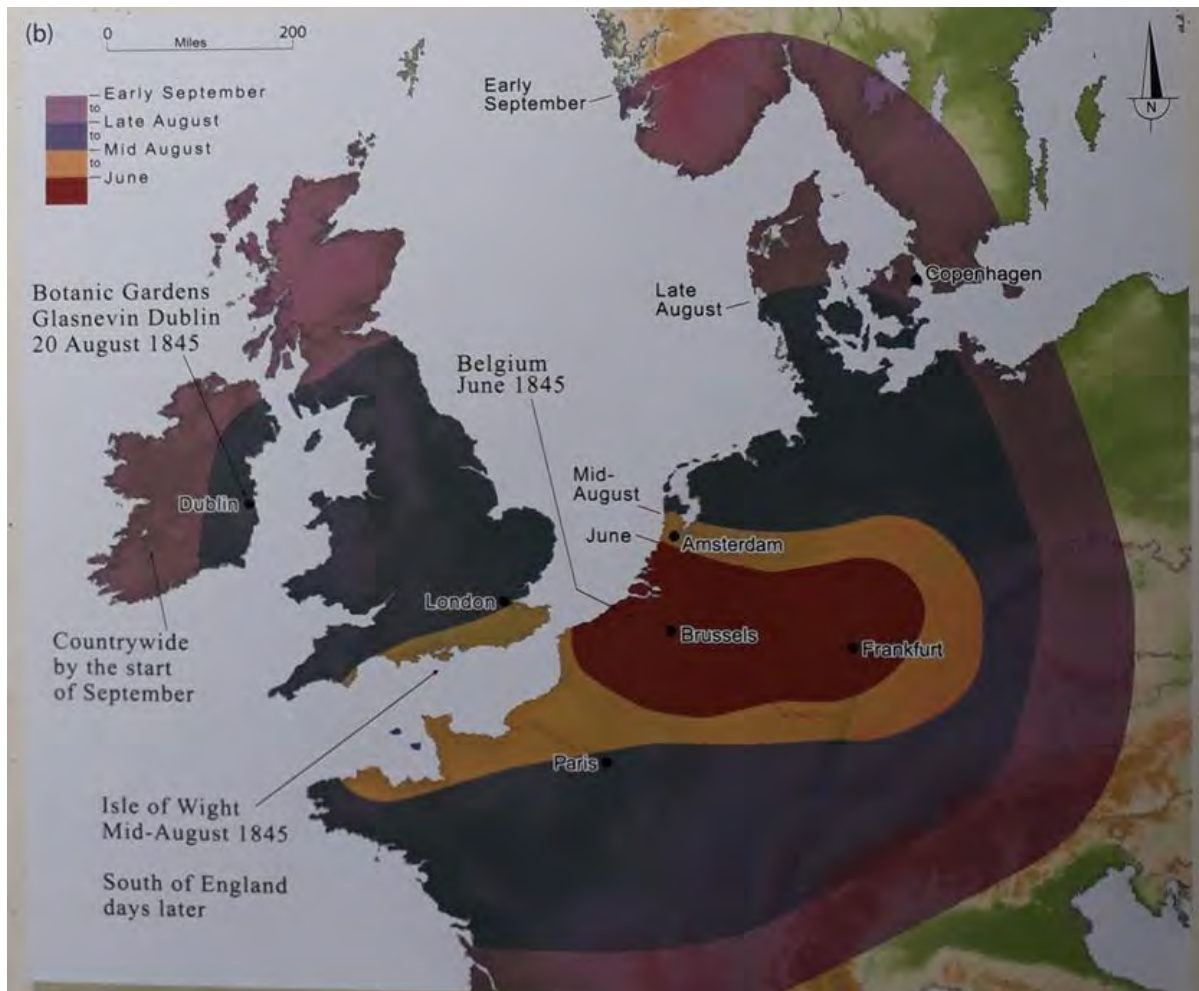 (b)
0 200
Miles
Early September
to
Late August
to
Mid August
to
June
Early
September
N
Botanic Gardens
Glasnevin Dublin
20 August 1845
Copenhagen
Late
August
Belgium
June 1845
Mid-
August
Dublin
June
Amsterdam
London
Brussels
Frankfurt
Countrywide
by the start
of September
Paris
Isle of Wight
Mid-August 1845
South of England
days later